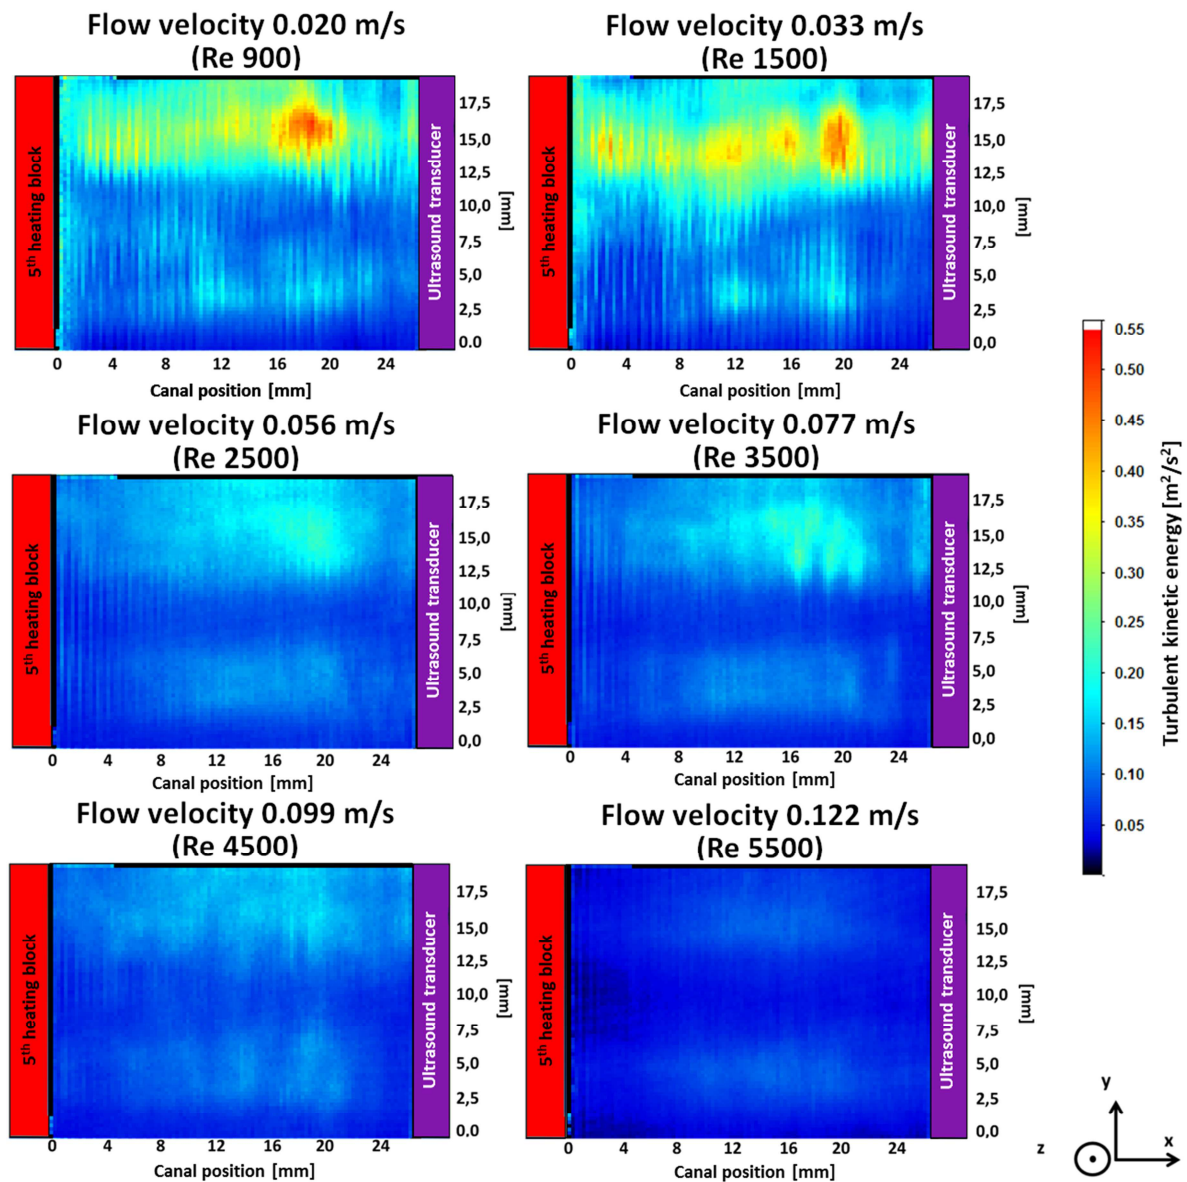 Flow velocity 0.020 m/s
(Re 900)
5th heating block
Ultrasound transducer
17,5
15,0
12,5
10,0
7,5
5,0
2,5
0.0
[mm]
0 4 8 12 16 20 24
Canal position [mm]
Flow velocity 0.033 m/s
(Re 1500)
5th heating block
Ultrasound transducer
17,5
15,0
12,5
10,0
7,5
5,0
2,5
0,0
[mm]
0 4 8 12 16 20 24
Canal position [mm]
Flow velocity 0.056 m/s
(Re 2500)
5th heating block
Ultrasound transducer
17,5
15,0
12,5
10,0
7,5
5,0
2,5
0,0
[mm]
0 4 8 12 16 20 24
Canal position [mm]
Flow velocity 0.077 m/s
(Re 3500)
5th heating block
Ultrasound transducer
17,5
15,0
12,5
10,0
7,5
5,0
2,5
0,0
[mm]
0 4 8 12 16 20 24
Canal position [mm]
Flow velocity 0.099 m/s
(Re 4500)
5th heating block
Ultrasound transducer
17,5
15,0
12,5
10,0
7,5
5,0
2,5
0,0
[mm]
0 4 8 12 16 20 24
Canal position [mm]
Flow velocity 0.122 m/s
(Re 5500)
5th heating block
Ultrasound transducer
17,5
15,0
12,5
10,0
7,5
5,0
2,5
0,0
[mm]
0 4 8 12 16 20 24
Canal position [mm]
0.55
0.50
0.45
0.40
0.35
0.30
0.25
0.20
0.15
0.10
0.05
Turbulent kinetic energy [m²/s²]
y
z
x